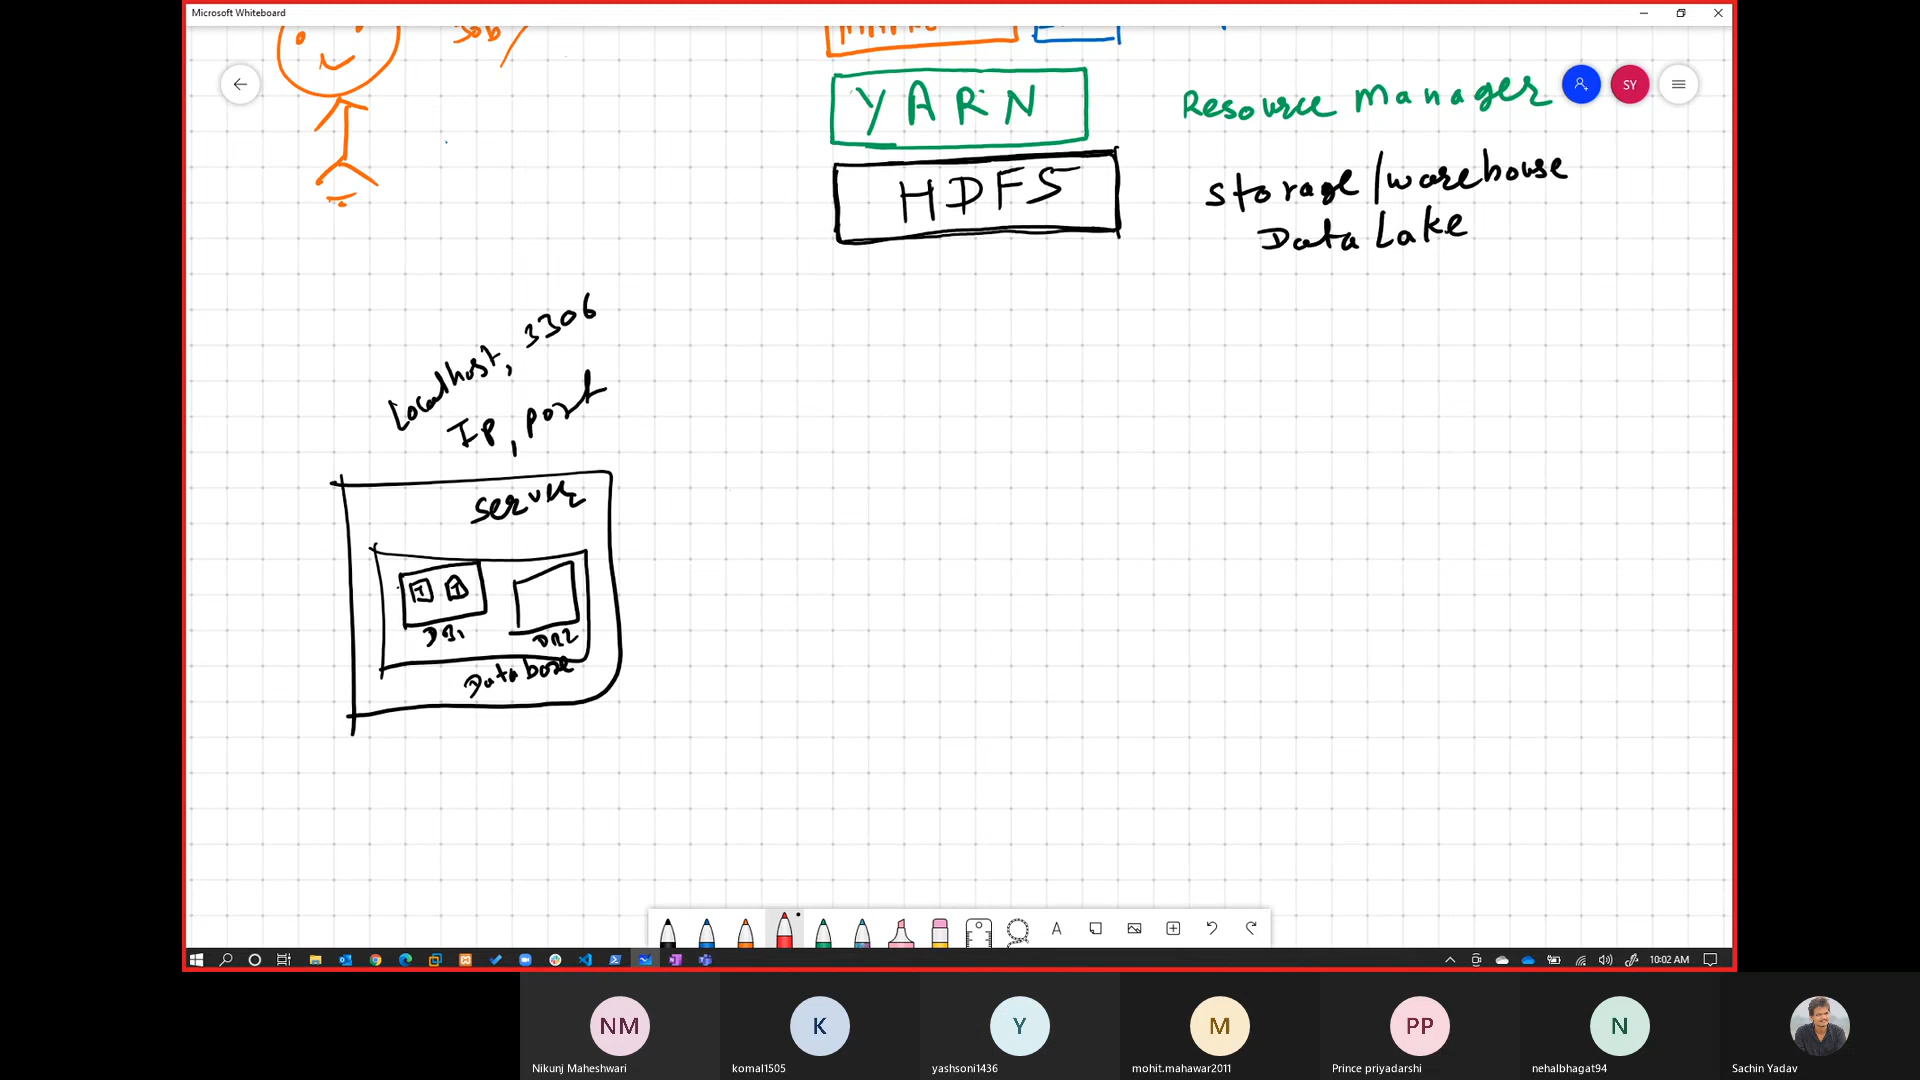 Microsoft Whiteboard
Job/
YARN
Resource Manager
SY
HDFS
Storage/warehouse
Data Lake
Localhost, 3306
IP, port
Server
T T
DB1
DB2
Database
A
10:02 AM
NM
K
Y
M
PP
N
Nikunj Maheshwari
komal1505
yashsoni1436
mohit.mahawar2011
Prince priyadarshi
nehalbhagat94
Sachin Yadav